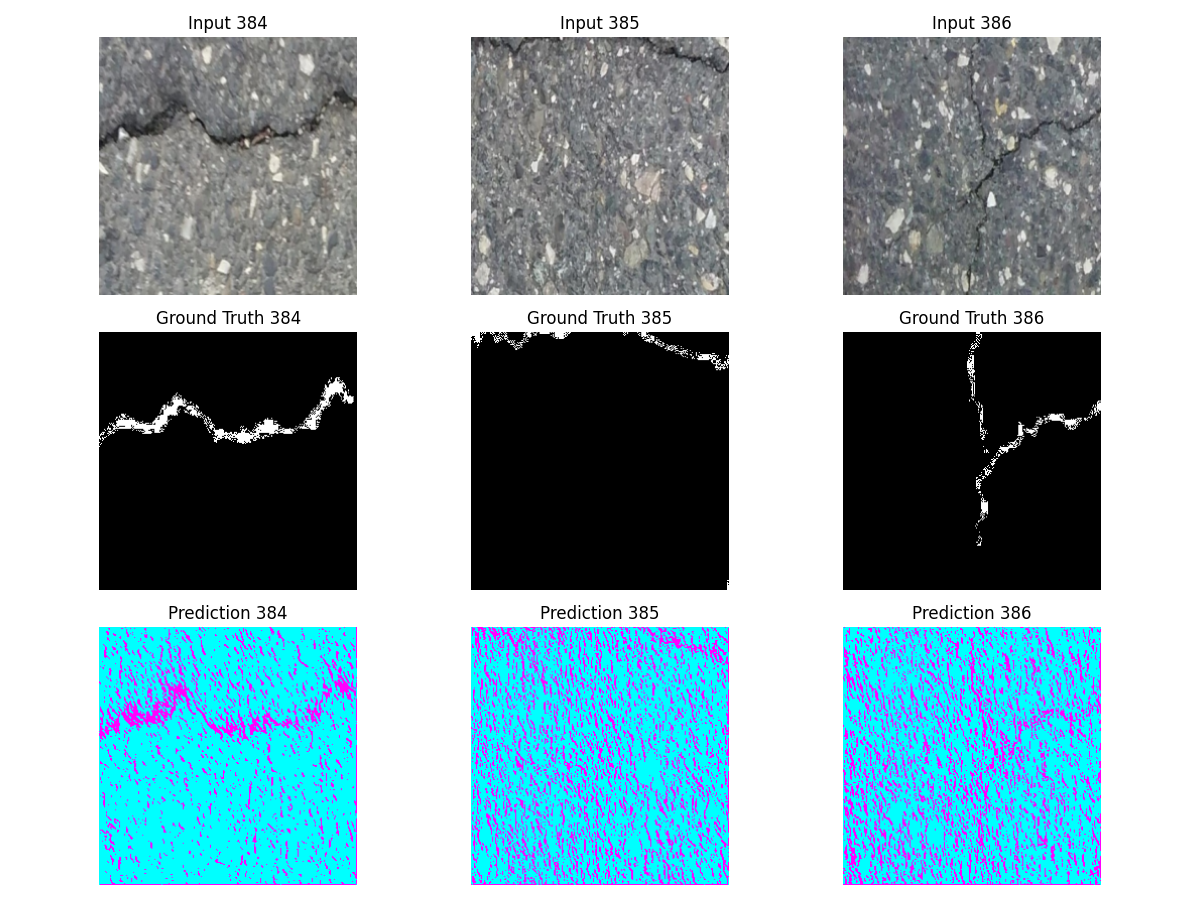 Input 384
Input 385
Input 386
Ground Truth 384
Ground Truth 385
Ground Truth 386
Prediction 384
Prediction 385
Prediction 386